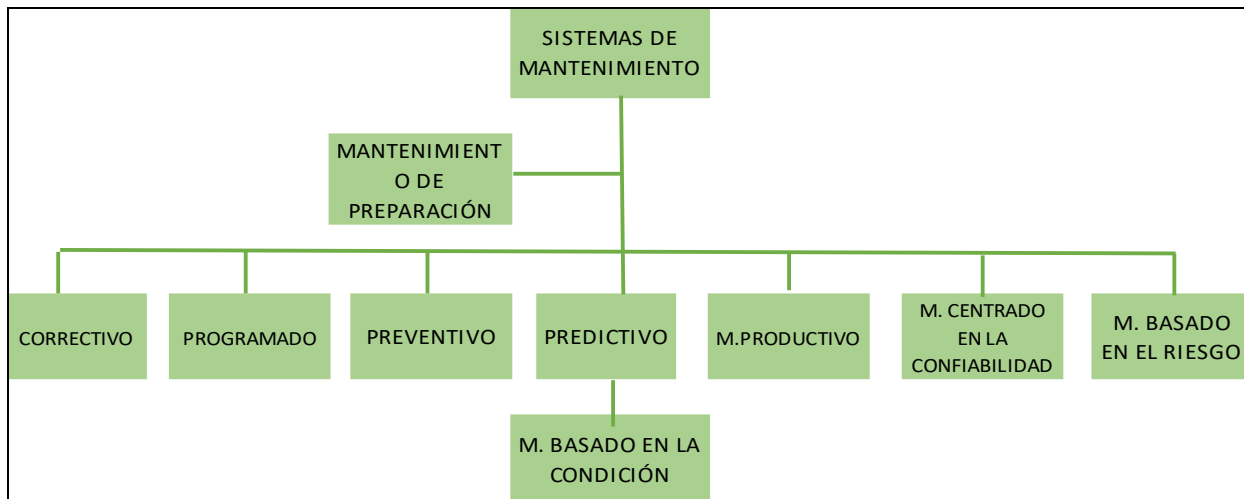 SISTEMAS DE
MANTENIMIENTO
MANTENIMIENT
O DE
PREPARACIÓN
CORRECTIVO
PROGRAMADO
PREVENTIVO
PREDICTIVO
M.PRODUCTIVO
M. CENTRADO
EN LA
CONFIABILIDAD
M. BASADO
EN EL RIESGO
M. BASADO EN LA
CONDICIÓN